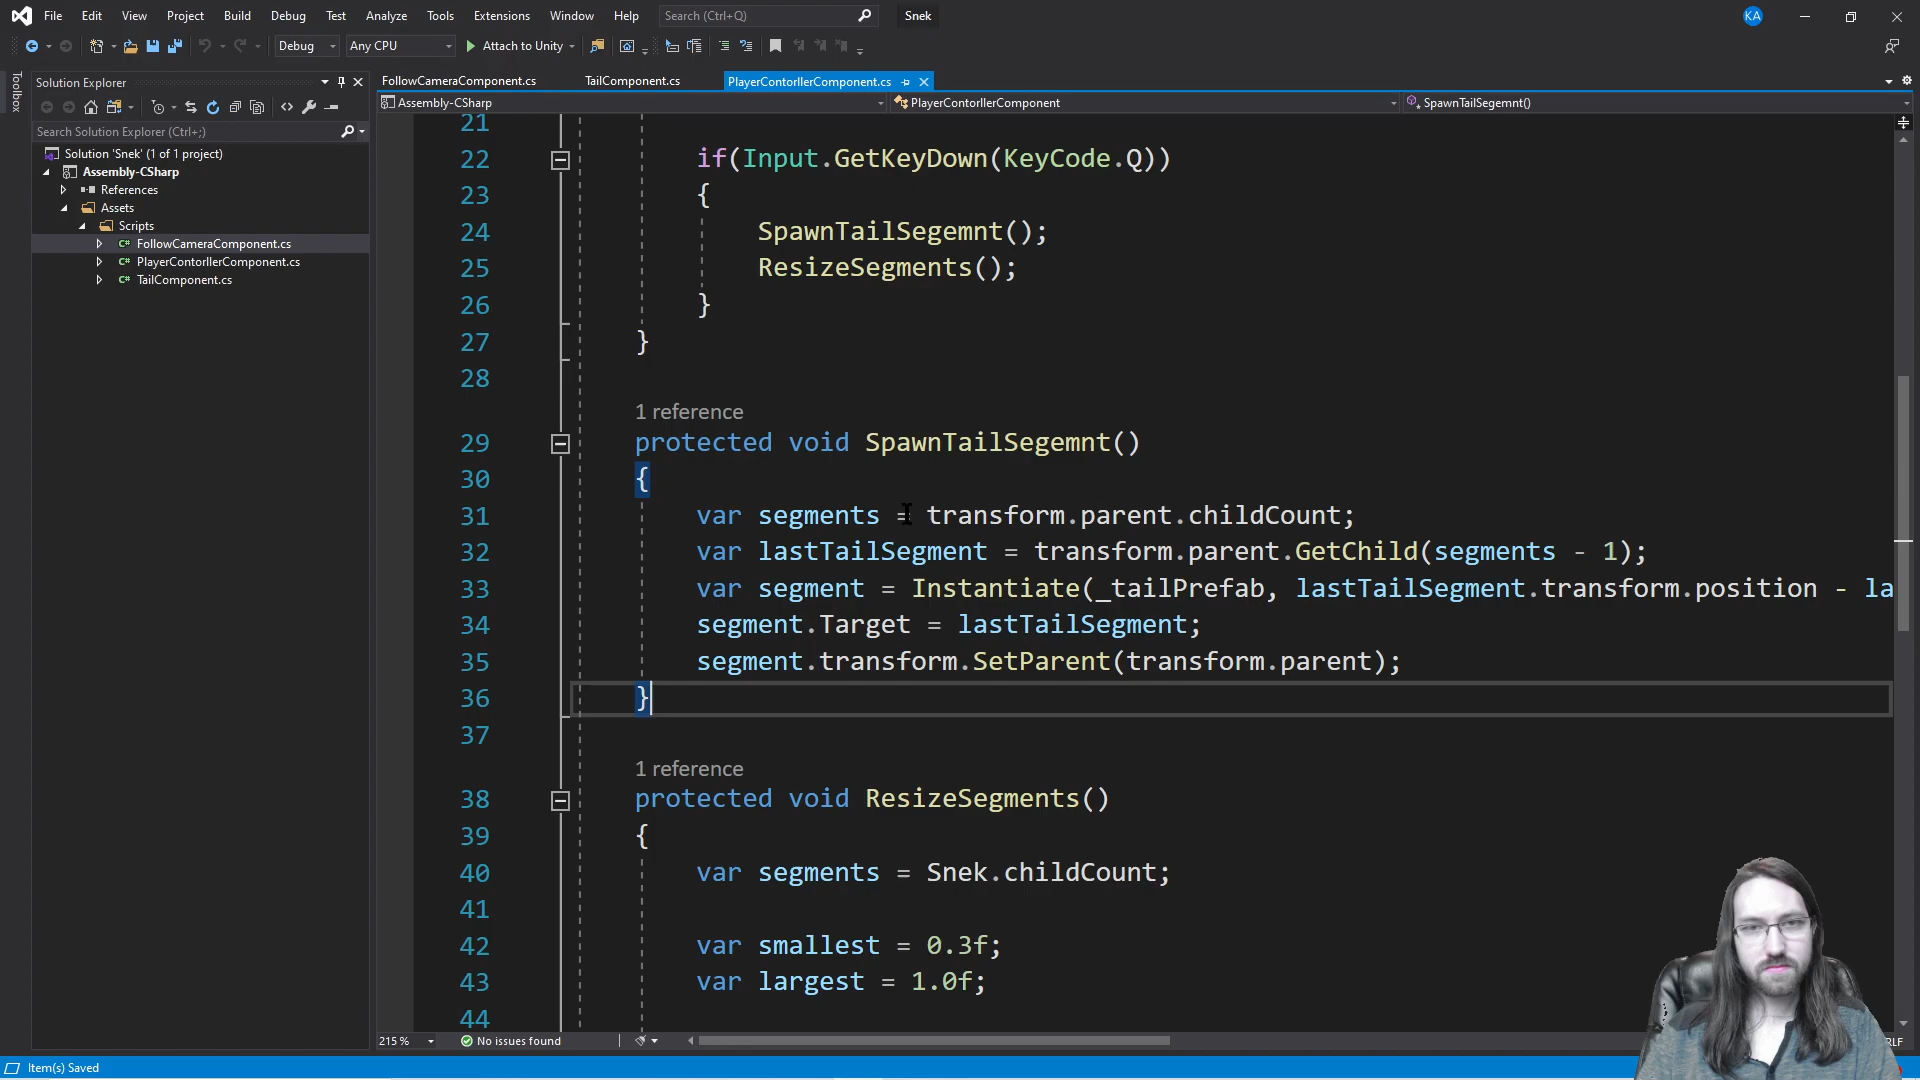 File Edit View Project Build Debug Test Analyze Tools Extensions Window Help Search (Ctrl+Q) Snek KA
Debug Any CPU Attach to Unity
Toolbox
Solution Explorer
Search Solution Explorer (Ctrl+;)
Solution 'Snek' (1 of 1 project)
Assembly-CSharp
References
Assets
Scripts
C# FollowCameraComponent.cs
C# PlayerContorllerComponent.cs
C# TailComponent.cs
FollowCameraComponent.cs TailComponent.cs PlayerContorllerComponent.cs
Assembly-CSharp PlayerContorllerComponent SpawnTailSegemnt()
21
22 if(Input.GetKeyDown(KeyCode.Q))
23 {
24 SpawnTailSegemnt();
25 ResizeSegments();
26 }
27 }
28
1 reference
29 protected void SpawnTailSegemnt()
30 {
31 var segments = transform.parent.childCount;
32 var lastTailSegment = transform.parent.GetChild(segments - 1);
33 var segment = Instantiate(_tailPrefab, lastTailSegment.transform.position - la
34 segment.Target = lastTailSegment;
35 segment.transform.SetParent(transform.parent);
36 }
37
1 reference
38 protected void ResizeSegments()
39 {
40 var segments = Snek.childCount;
41
42 var smallest = 0.3f;
43 var largest = 1.0f;
44
215 % No issues found RLF
Item(s) Saved